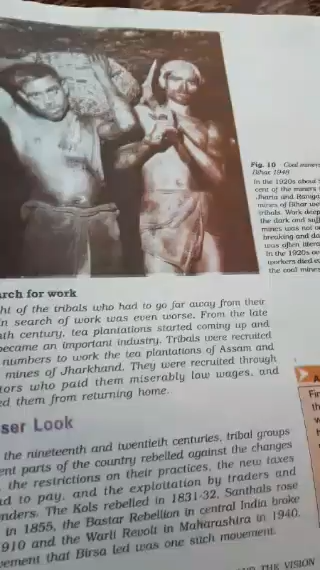 Fig. 10 Coal miners
Bihar 1948
In the 1920s about
cent of the miners
Jharia and Raniga
mines of Bihar we
tribals. Work deep
the dark and suff
mines was not on
breaking and da
was often litera
In the 1920s ov
workers died ev
the coal mines
arch for work
ht of the tribals who had to go far away from their
in search of work was even worse. From the late
nth century, tea plantations started coming up and
became an important industry. Tribals were recruited
numbers to work the tea plantations of Assam and
mines of Jharkhand. They were recruited through
tors who paid them miserably low wages, and
ed them from returning home.
ser Look
the nineteenth and twentieth centuries, tribal groups
ent parts of the country rebelled against the changes
the restrictions on their practices, the new taxes
ad to pay, and the exploitation by traders and
nders. The Kols rebelled in 1831-32, Santhals rose
in 1855, the Bastar Rebellion in central India broke
910 and the Warli Revolt in Maharashtra in 1940.
vement that Birsa led was one such movement.
A
Fin
th
THE VISION